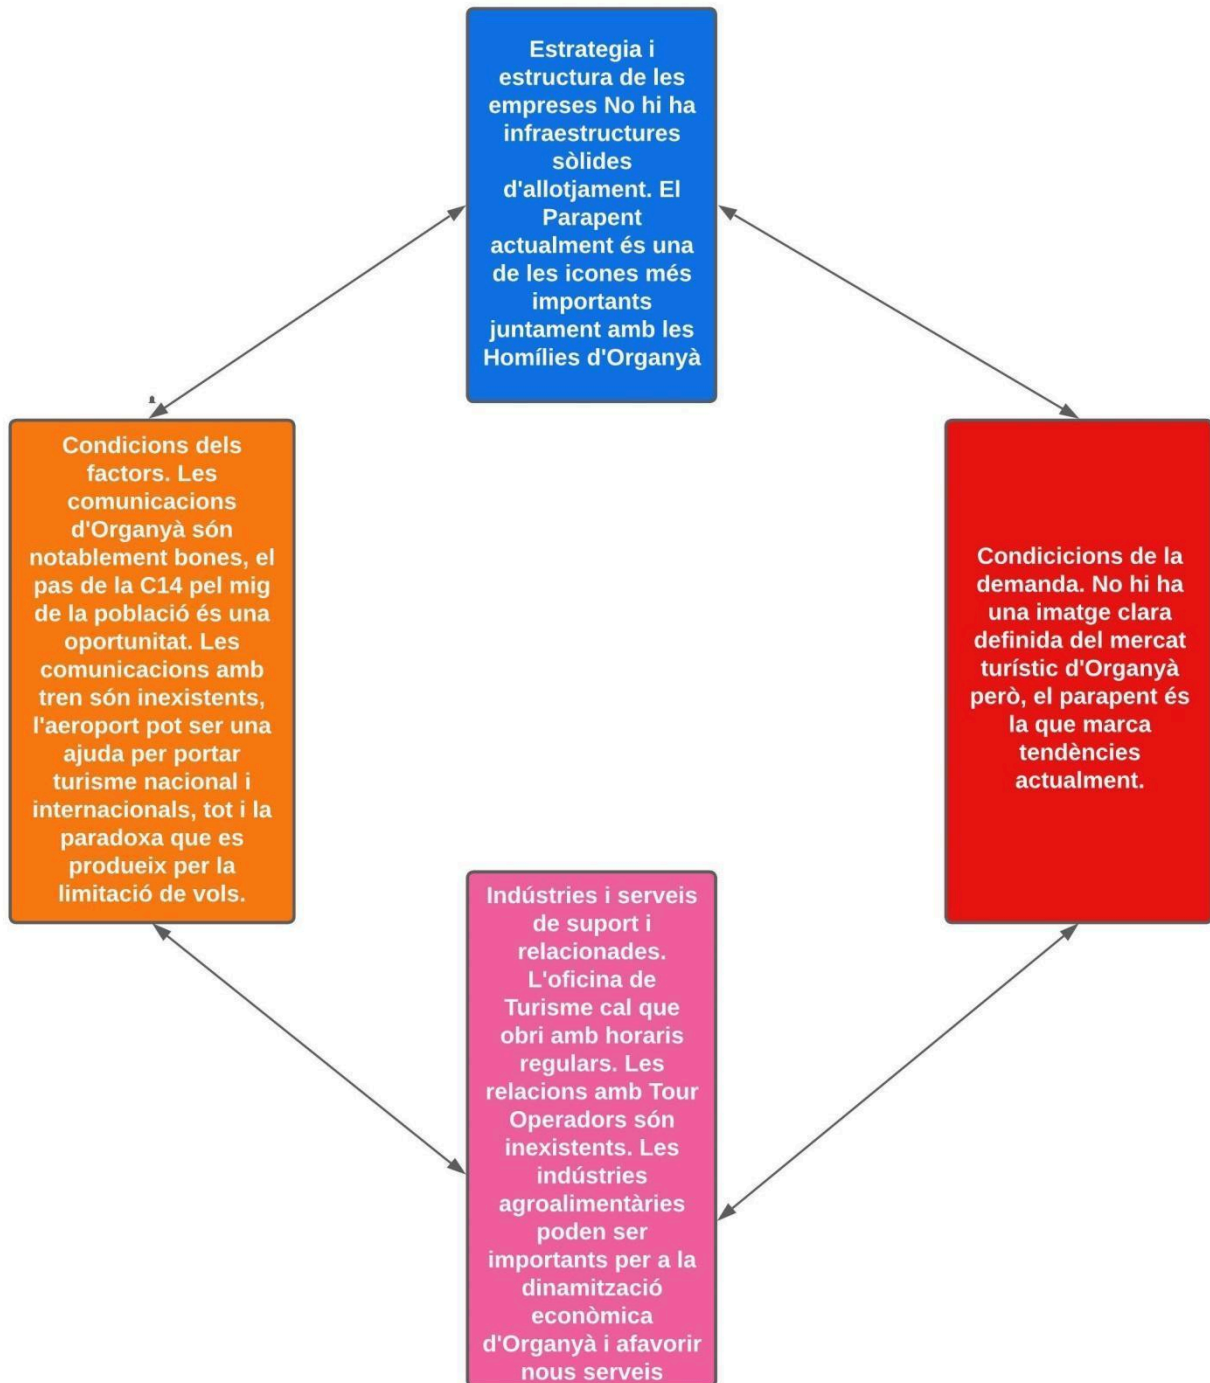 Estrategia i
estructura de les
empreses No hi ha
infraestructures
sòlides
d'allotjament. El
Parapent
actualment és una
de les icones més
importants
juntament amb les
Homílies d'Organyà
Condicions dels
factors. Les
comunicacions
d'Organyà són
notablement bones, el
pas de la C14 pel mig
de la població és una
oportunitat. Les
comunicacions amb
tren són inexistents,
l'aeroport pot ser una
ajuda per portar
turisme nacional i
internacionals, tot i la
paradoxa que es
produeix per la
limitació de vols.
Condicicions de la
demanda. No hi ha
una imatge clara
definida del mercat
turístic d'Organyà
però, el parapent és
la que marca
tendències
actualment.
Indústries i serveis
de suport i
relacionades.
L'oficina de
Turisme cal que
obri amb horaris
regulars. Les
relacions amb Tour
Operadors són
inexistents. Les
indústries
agroalimentàries
poden ser
importants per a la
dinamització
econòmica
d'Organyà i afavorir
nous serveis